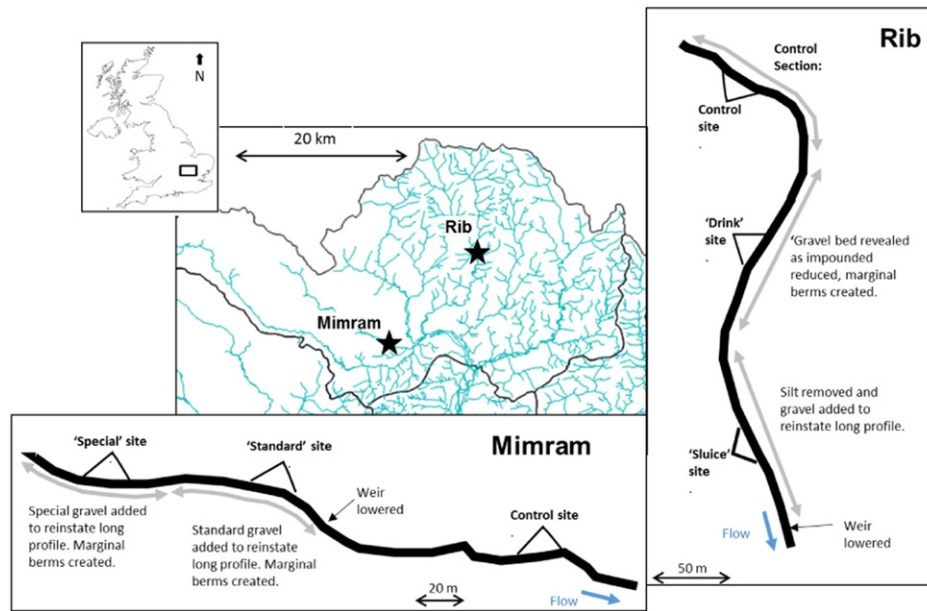 N
20 km
Rib
Mimram
Rib
Control
Section:
Control
site
'Drink'
site
'Gravel bed revealed
as impounded
reduced, marginal
berms created.
Silt removed and
gravel added to
reinstate long profile.
'Sluice'
site
Weir
lowered
Flow
50 m
Mimram
'Special' site
'Standard' site
Weir
lowered
Control site
Special gravel added
to reinstate long
profile. Marginal
berms created.
Standard gravel
added to reinstate
long profile. Marginal
berms created.
20 m
Flow